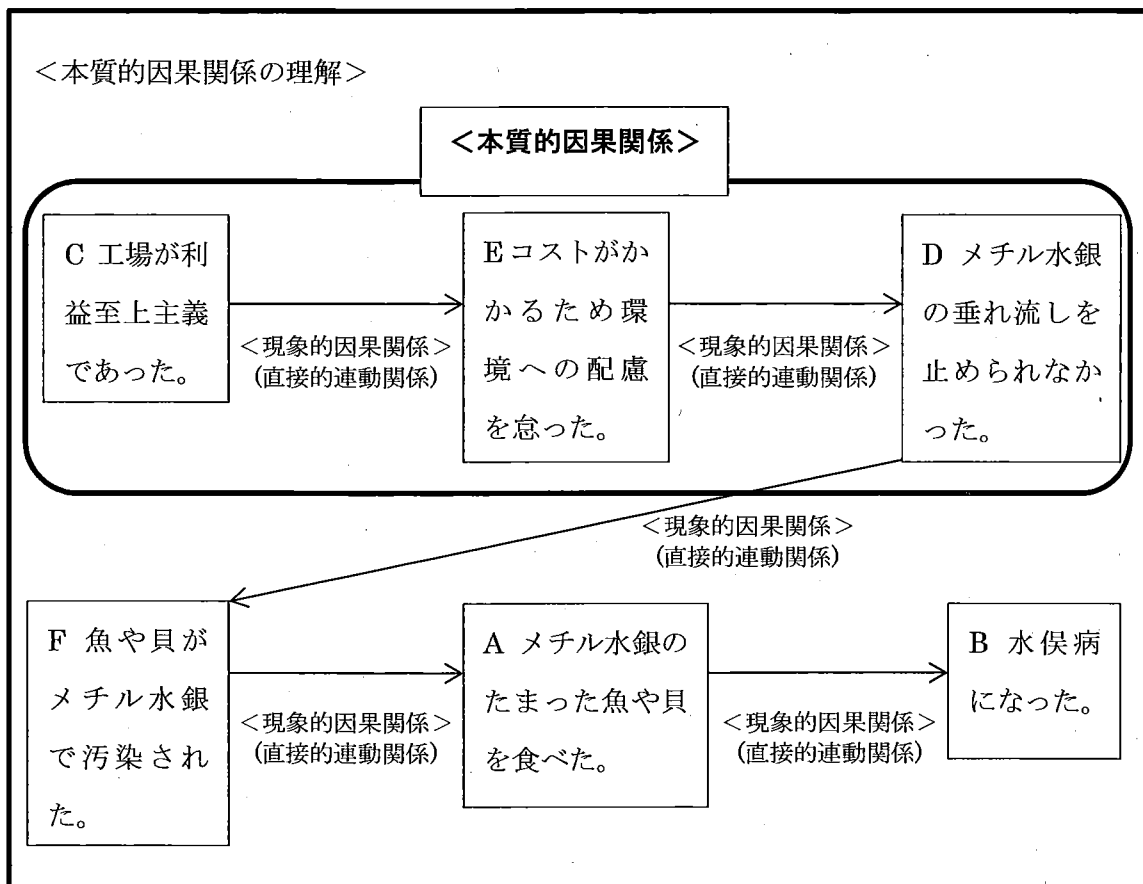 ＜本質的因果関係の理解＞
＜本質的因果関係＞
C 工場が利
益至上主義
であった。
＜現象的因果関係＞
(直接的連動関係)
E コストがか
かるため環
境への配慮
を怠った。
＜現象的因果関係＞
(直接的連動関係)
D メチル水銀
の垂れ流しを
止められなか
った。
＜現象的因果関係＞
(直接的連動関係)
F 魚や貝が
メチル水銀
で汚染され
た。
＜現象的因果関係＞
(直接的連動関係)
A メチル水銀の
たまった魚や貝
を食べた。
＜現象的因果関係＞
(直接的連動関係)
B 水俣病
になった。